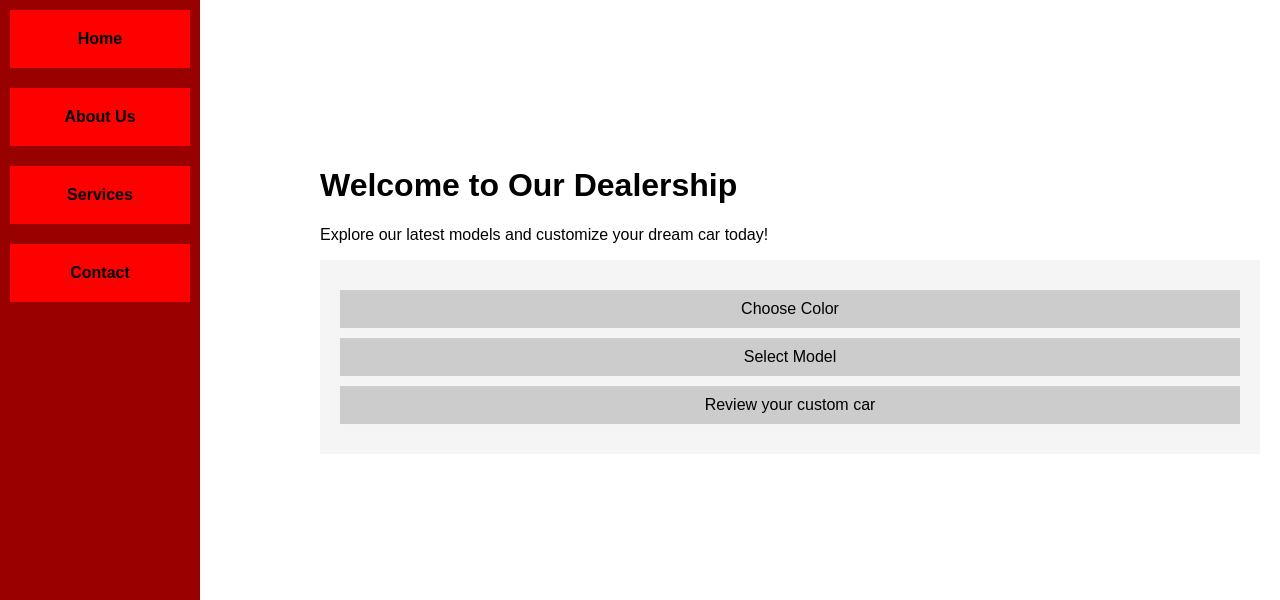 Home
About Us
Services
Contact
Welcome to Our Dealership
Explore our latest models and customize your dream car today!
Choose Color
Select Model
Review your custom car